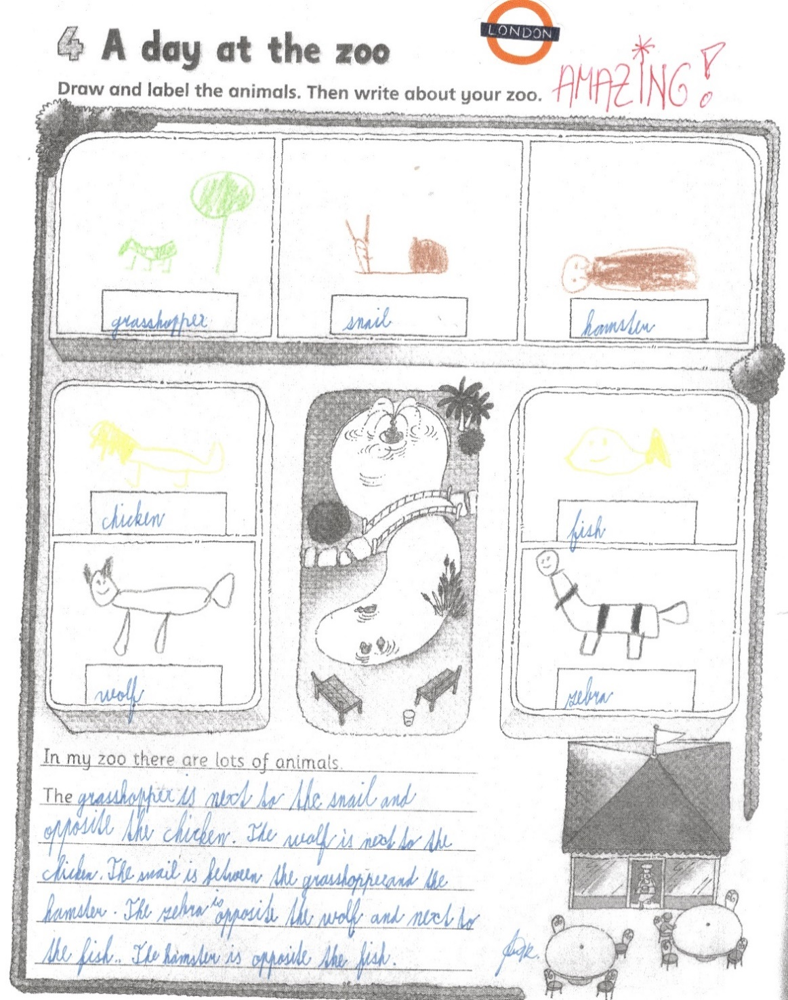 LONDON
4 A day at the zoo
AMAZING!
Draw and label the animals. Then write about your zoo.
grasshopper
snail
hamster
chicken
fish
wolf
zebra
In my zoo there are lots of animals.
The grasshopper is next to the snail and
opposite the chicken. The wolf is next to the
chicken. The snail is between the grasshopper and the
hamster. The zebra is opposite the wolf and next to
the fish.. The hamster is opposite the fish.